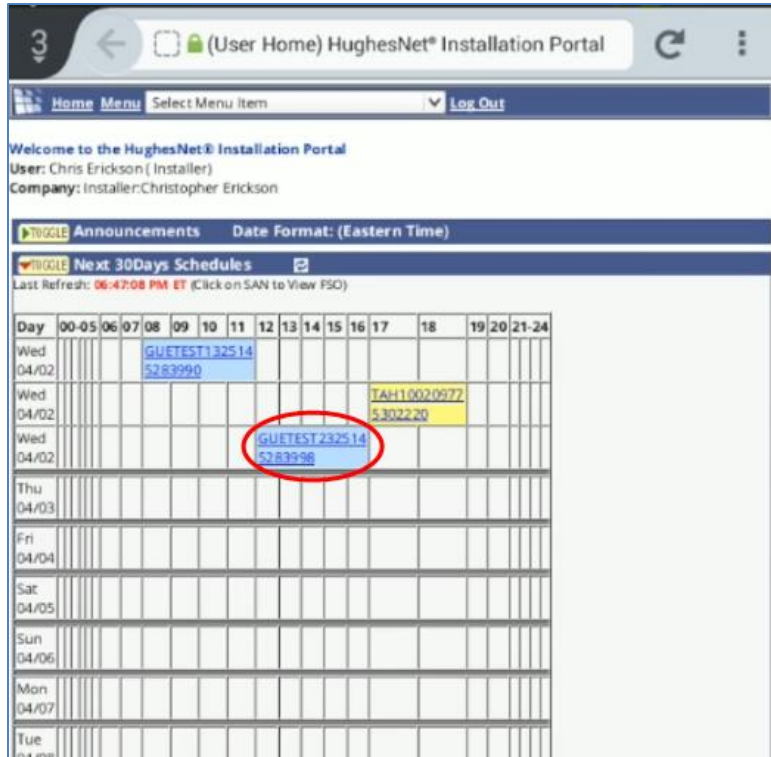 3 (User Home) HughesNet® Installation Portal
Home Menu Select Menu Item Log Out
Welcome to the HughesNet® Installation Portal
User: Chris Erickson ( Installer)
Company: Installer:Christopher Erickson
TOGGLE Announcements Date Format: (Eastern Time)
TOGGLE Next 30Days Schedules
Last Refresh: 06:47:08 PM ET (Click on SAN to View FSO)
Day 00-05 06 07 08 09 10 11 12 13 14 15 16 17 18 19 20 21-24
Wed GUETEST132514
04/02 5283990
Wed TAH10020977
04/02 5302220
Wed GUETEST232514
04/02 5283998
Thu
04/03
Fri
04/04
Sat
04/05
Sun
04/06
Mon
04/07
Tue